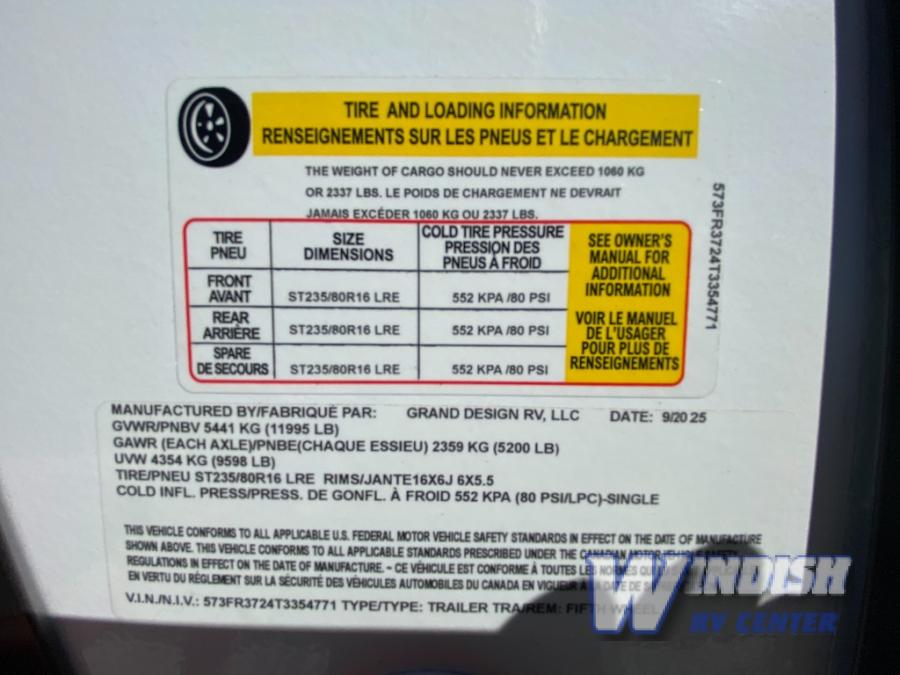 TIRE AND LOADING INFORMATION
RENSEIGNEMENTS SUR LES PNEUS ET LE CHARGEMENT
THE WEIGHT OF CARGO SHOULD NEVER EXCEED 1060 KG
OR 2337 LBS. LE POIDS DE CHARGEMENT NE DEVRAIT
JAMAIS EXCÉDER 1060 KG OU 2337 LBS.
TIRE
PNEU
SIZE
DIMENSIONS
COLD TIRE PRESSURE
PRESSION DES
PNEUS À FROID
SEE OWNER'S
MANUAL FOR
ADDITIONAL
INFORMATION
VOIR LE MANUEL
DE L'USAGER
POUR PLUS DE
RENSEIGNEMENTS
FRONT
AVANT
ST235/80R16 LRE
552 KPA /80 PSI
REAR
ARRIÈRE
ST235/80R16 LRE
552 KPA /80 PSI
SPARE
DE SECOURS
ST235/80R16 LRE
552 KPA /80 PSI
573FR3724T3354771
MANUFACTURED BY/FABRIQUÉ PAR: GRAND DESIGN RV, LLC DATE: 9/2025
GVWR/PNBV 5441 KG (11995 LB)
GAWR (EACH AXLE)/PNBE(CHAQUE ESSIEU) 2359 KG (5200 LB)
UVW 4354 KG (9598 LB)
TIRE/PNEU ST235/80R16 LRE RIMS/JANTE16X6J 6X5.5
COLD INFL. PRESS/PRESS. DE GONFL. À FROID 552 KPA (80 PSI/LPC)-SINGLE
THIS VEHICLE CONFORMS TO ALL APPLICABLE U.S. FEDERAL MOTOR VEHICLE SAFETY STANDARDS IN EFFECT ON THE DATE OF MANUFACTURE
SHOWN ABOVE. THIS VEHICLE CONFORMS TO ALL APPLICABLE STANDARDS PRESCRIBED UNDER THE CANADIAN MOTOR VEHICLE SAFETY
REGULATIONS IN EFFECT ON THE DATE OF MANUFACTURE. – CE VÉHICULE EST CONFORME À TOUTES LES NORMES
EN VERTU DU RÈGLEMENT SUR LA SÉCURITÉ DES VÉHICULES AUTOMOBILES DU CANADA EN VIGUEUR À LA DATE DE
V.I.N./N.I.V.: 573FR3724T3354771 TYPE/TYPE: TRAILER TRA/REM: FIFTH WHEEL
WINDISH
RV CENTER